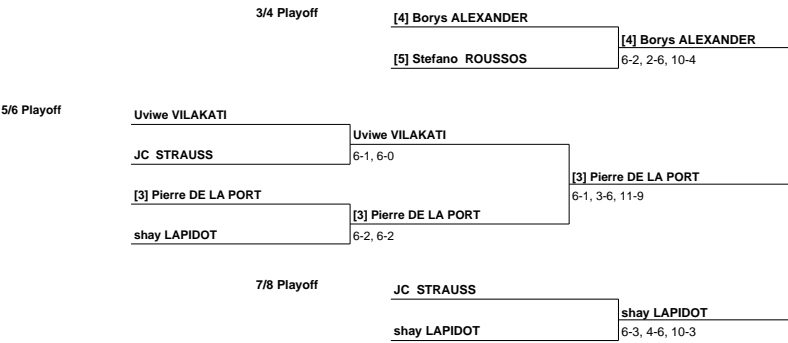 3/4 Playoff
[4] Borys ALEXANDER
[4] Borys ALEXANDER
[5] Stefano ROUSSOS
6-2, 2-6, 10-4
5/6 Playoff
Uviwe VILAKATI
Uviwe VILAKATI
JC STRAUSS
6-1, 6-0
[3] Pierre DE LA PORT
[3] Pierre DE LA PORT
6-1, 3-6, 11-9
[3] Pierre DE LA PORT
shay LAPIDOT
6-2, 6-2
7/8 Playoff
JC STRAUSS
shay LAPIDOT
shay LAPIDOT
6-3, 4-6, 10-3